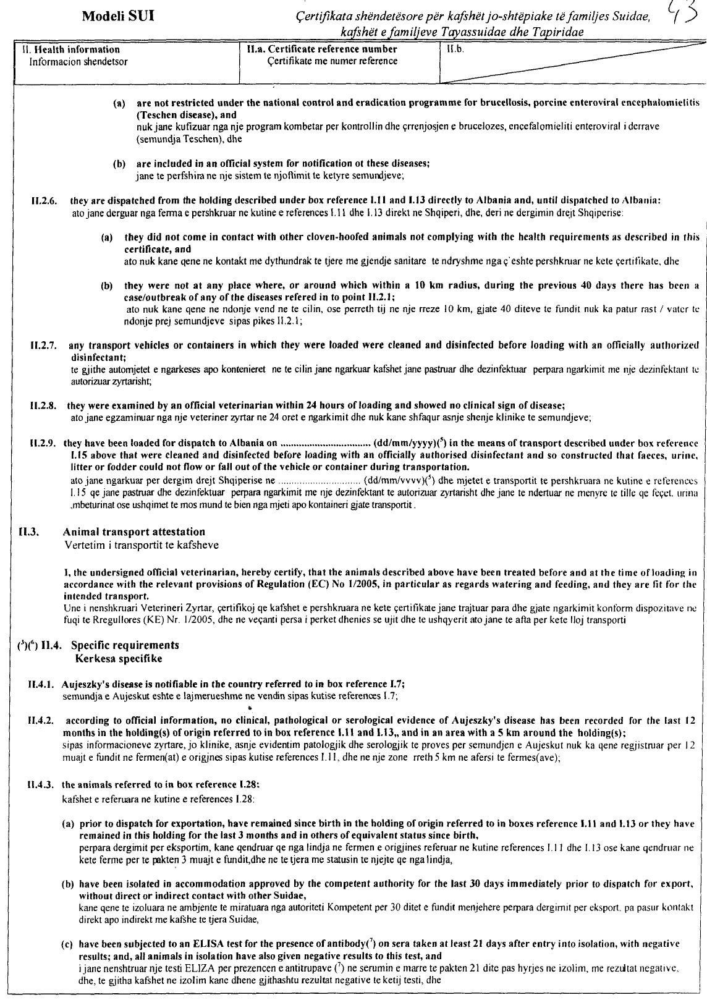 Modeli SUI
Çertifikata shëndetësore për kafshët jo-shtëpiake të familjes Suidae,
kafshët e familjeve Tayassuidae dhe Tapiridae
43
II. Health information
Informacion shendetsor
II.a. Certificate reference number
Çertifikate me numer reference
II.b.
(a) are not restricted under the national control and eradication programme for brucellosis, porcine enteroviral encephalomielitis
(Teschen disease), and
nuk jane kufizuar nga nje program kombetar per kontrollin dhe çrrenjosjen e brucelozes, encefalomieliti enteroviral i derrave
(semundja Teschen), dhe
(b) are included in an official system for notification ot these diseases;
jane te perfshira ne nje sistem te njoftimit te ketyre semundjeve;
II.2.6. they are dispatched from the holding described under box reference I.11 and I.13 directly to Albania and, until dispatched to Albania:
ato jane derguar nga ferma e pershkruar ne kutine e references I.11 dhe I.13 direkt ne Shqiperi, dhe, deri ne dergimin drejt Shqiperise:
(a) they did not come in contact with other cloven-hoofed animals not complying with the health requirements as described in this
certificate, and
ato nuk kane qene ne kontakt me dythundrak te tjere me gjendje sanitare te ndryshme nga ç`eshte pershkruar ne kete çertifikate, dhe
(b) they were not at any place where, or around which within a 10 km radius, during the previous 40 days there has been a
case/outbreak of any of the diseases refered in to point II.2.1;
ato nuk kane qene ne ndonje vend ne te cilin, ose perreth tij ne nje rreze 10 km, gjate 40 diteve te fundit nuk ka patur rast / vater te
ndonje prej semundjeve sipas pikes II.2.1;
II.2.7. any transport vehicles or containers in which they were loaded were cleaned and disinfected before loading with an officially authorized
disinfectant;
te gjithe automjetet e ngarkeses apo kontenieret ne te cilin jane ngarkuar kafshet jane pastruar dhe dezinfektuar perpara ngarkimit me nje dezinfektant te
autorizuar zyrtarisht;
II.2.8. they were examined by an official veterinarian within 24 hours of loading and showed no clinical sign of disease;
ato jane egzaminuar nga nje veteriner zyrtar ne 24 oret e ngarkimit dhe nuk kane shfaqur asnje shenje klinike te semundjeve;
II.2.9. they have been loaded for dispatch to Albania on ................................ (dd/mm/yyyy)(⁵) in the means of transport described under box reference
I.15 above that were cleaned and disinfected before loading with an officially authorised disinfectant and so constructed that faeces, urine,
litter or fodder could not flow or fall out of the vehicle or container during transportation.
ato jane ngarkuar per dergim drejt Shqiperise ne ............................. (dd/mm/vvvv)(⁵) dhe mjetet e transportit te pershkruara ne kutine e references
I.15 qe jane pastruar dhe dezinfektuar perpara ngarkimit me nje dezinfektant te autorizuar zyrtarisht dhe jane te ndertuar ne menyre te tille qe feçet, urina
,mbeturinat ose ushqimet te mos mund te bien nga mjeti apo kontaineri gjate transportit .
II.3. Animal transport attestation
Vertetim i transportit te kafsheve
I, the undersigned official veterinarian, hereby certify, that the animals described above have been treated before and at the time of loading in
accordance with the relevant provisions of Regulation (EC) No 1/2005, in particular as regards watering and feeding, and they are fit for the
intended transport.
Une i nenshkruari Veterineri Zyrtar, çertifikoj qe kafshet e pershkruara ne kete çertifikate jane trajtuar para dhe gjate ngarkimit konform dispozitave ne
fuqi te Rregullores (KE) Nr. 1/2005, dhe ne veçanti persa i perket dhenies se ujit dhe te ushqyerit ato jane te afta per kete lloj transporti
(³)(⁶) II.4. Specific requirements
Kerkesa specifike
II.4.1. Aujeszky's disease is notifiable in the country referred to in box reference I.7;
semundja e Aujeskut eshte e lajmerueshme ne vendin sipas kutise references I.7;
II.4.2. according to official information, no clinical, pathological or serological evidence of Aujeszky's disease has been recorded for the last 12
months in the holding(s) of origin referred to in box reference I.11 and I.13,, and in an area with a 5 km around the holding(s);
sipas informacioneve zyrtare, jo klinike, asnje evidentim patologjik dhe serologjik te proves per semundjen e Aujeskut nuk ka qene regjistruar per 12
muajt e fundit ne fermen(at) e origjnes sipas kutise references I.11, dhe ne nje zone rreth 5 km ne afersi te fermes(ave);
II.4.3. the animals referred to in box reference I.28:
kafshet e referuara ne kutine e references I.28:
(a) prior to dispatch for exportation, have remained since birth in the holding of origin referred to in boxes reference I.11 and I.13 or they have
remained in this holding for the last 3 months and in others of equivalent status since birth,
perpara dergimit per eksportim, kane qendruar qe nga lindja ne fermen e origjines referuar ne kutine references I.11 dhe I.13 ose kane qendruar ne
kete ferme per te pakten 3 muajt e fundit,dhe ne te tjera me statusin te njejte qe nga lindja,
(b) have been isolated in accommodation approved by the competent authority for the last 30 days immediately prior to dispatch for export,
without direct or indirect contact with other Suidae,
kane qene te izoluara ne ambjente te miratuara nga autoriteti Kompetent per 30 ditet e fundit menjehere perpara dergimit per eksport, pa pasur kontakt
direkt apo indirekt me kafshe te tjera Suidae,
(c) have been subjected to an ELISA test for the presence of antibody(⁷) on sera taken at least 21 days after entry into isolation, with negative
results; and, all animals in isolation have also given negative results to this test, and
i jane nenshtruar nje testi ELIZA per prezencen e antitrupave (⁷) ne serumin e marre te pakten 21 dite pas hyrjes ne izolim, me rezultat negative,
dhe, te gjitha kafshet ne izolim kane dhene gjithashtu rezultat negative te ketij testi, dhe